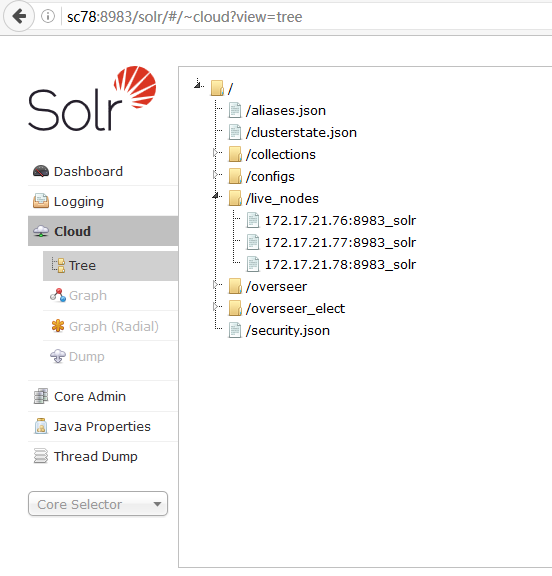 sc78:8983/solr/#/~cloud?view=tree
Solr
Dashboard
Logging
Cloud
Tree
Graph
Graph (Radial)
Dump
Core Admin
Java Properties
Thread Dump
Core Selector
/
/aliases.json
/clusterstate.json
/collections
/configs
/live_nodes
172.17.21.76:8983_solr
172.17.21.77:8983_solr
172.17.21.78:8983_solr
/overseer
/overseer_elect
/security.json